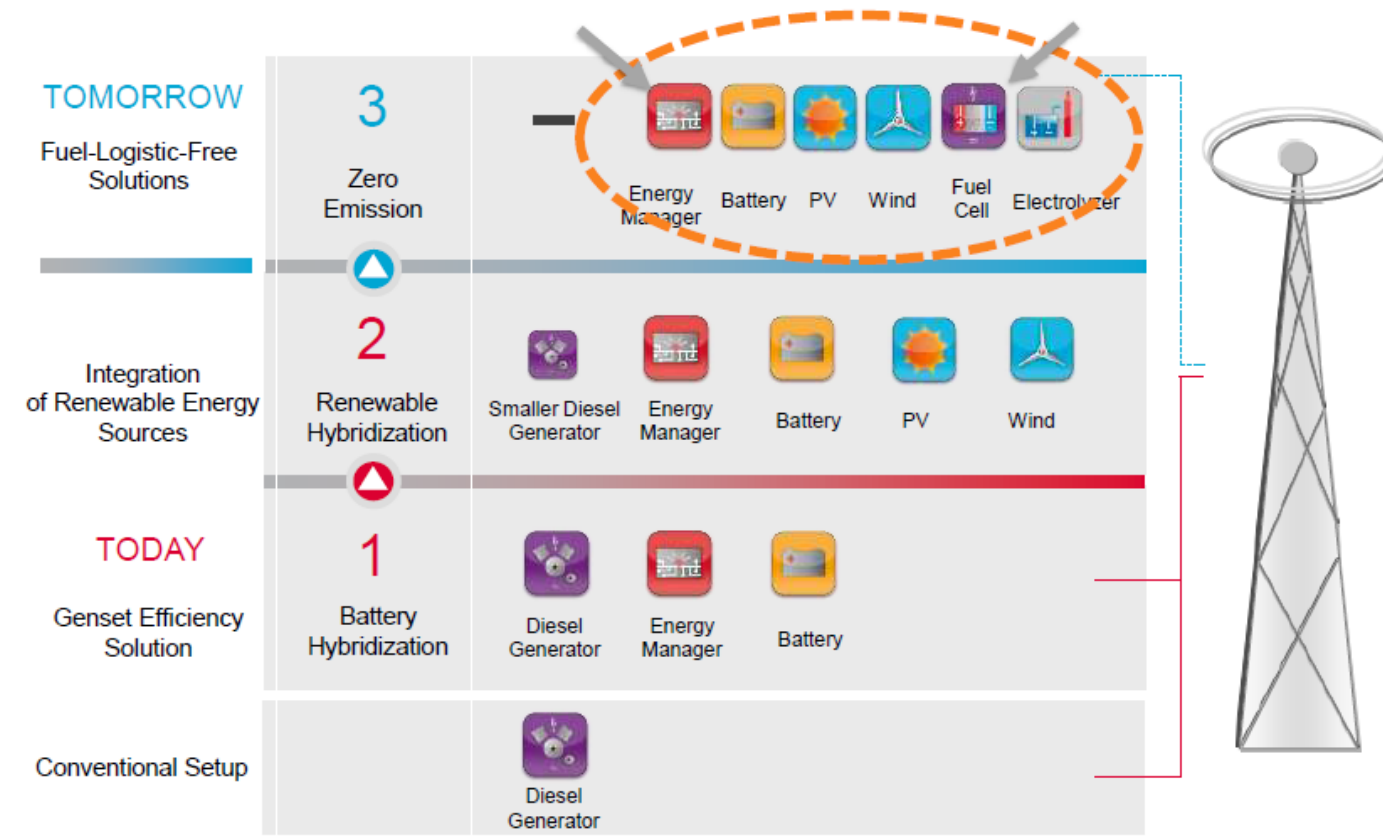 TOMORROW
Fuel-Logistic-Free
Solutions
3
Zero
Emission
Energy
Manager
Battery
PV
Wind
Fuel
Cell
Electrolyzer
Integration
of Renewable Energy
Sources
2
Renewable
Hybridization
Smaller Diesel
Generator
Energy
Manager
Battery
PV
Wind
TODAY
Genset Efficiency
Solution
1
Battery
Hybridization
Diesel
Generator
Energy
Manager
Battery
Conventional Setup
Diesel
Generator